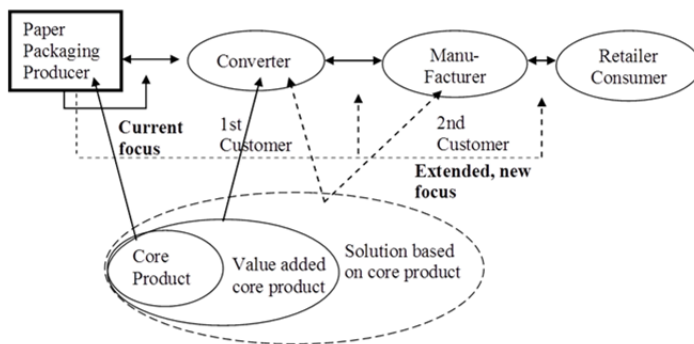 Paper
Packaging
Producer
Converter
Manu-
Facturer
Retailer
Consumer
Current
focus
1st
Customer
2nd
Customer
Extended, new
focus
Core
Product
Value added
core product
Solution based
on core product